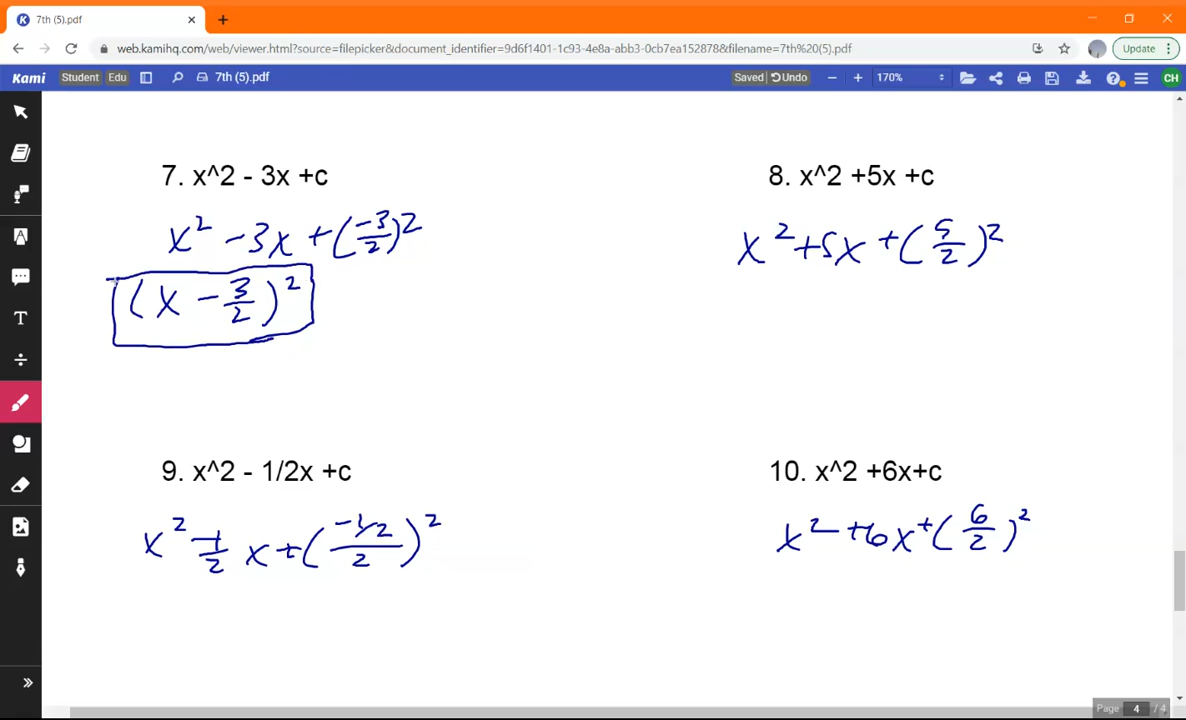 7th (5).pdf
web.kamihq.com/web/viewer.html?source=filepicker&document_identifier=9d6f1401-1c93-4e8a-abb3-0cb7ea152878&filename=7th%20(5).pdf
Update
Kami Student Edu 7th (5).pdf Saved Undo 170% CH
7. x^2 - 3x +c
x² - 3x + (-3/2)²
(x - 3/2)²
8. x^2 +5x +c
x² + 5x + (5/2)²
9. x^2 - 1/2x +c
x² - 1/2 x + (-1/2/2)²
10. x^2 +6x+c
x² + 6x + (6/2)²
Page 4 / 4